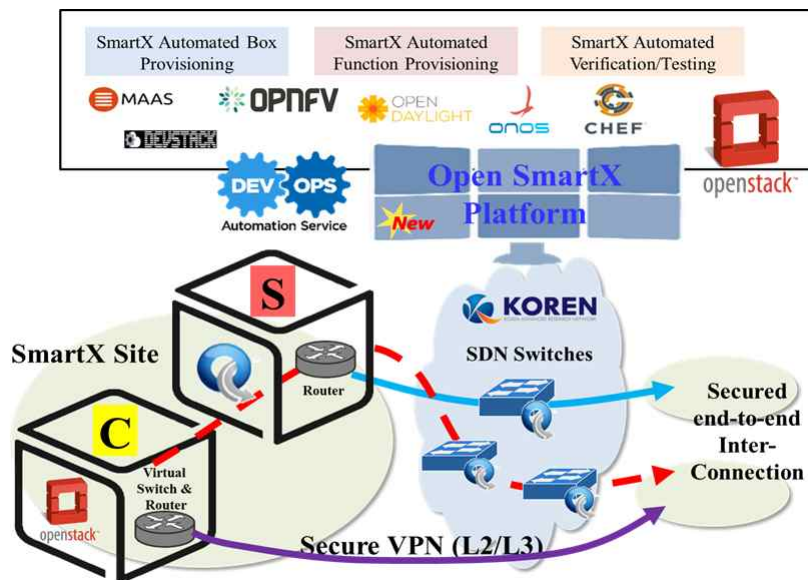 SmartX Automated Box
Provisioning
SmartX Automated
Function Provisioning
SmartX Automated
Verification/Testing
MAAS
OPNFV
OPEN
DAYLIGHT
onos
CHEF
DEVSTACK
openstack™
DEV OPS
Automation Service
Open SmartX
Platform
New
S
KOREN
SDN Switches
SmartX Site
Router
Secured
end-to-end
Inter-
Connection
C
Virtual
Switch &
Router
openstack™
Secure VPN (L2/L3)